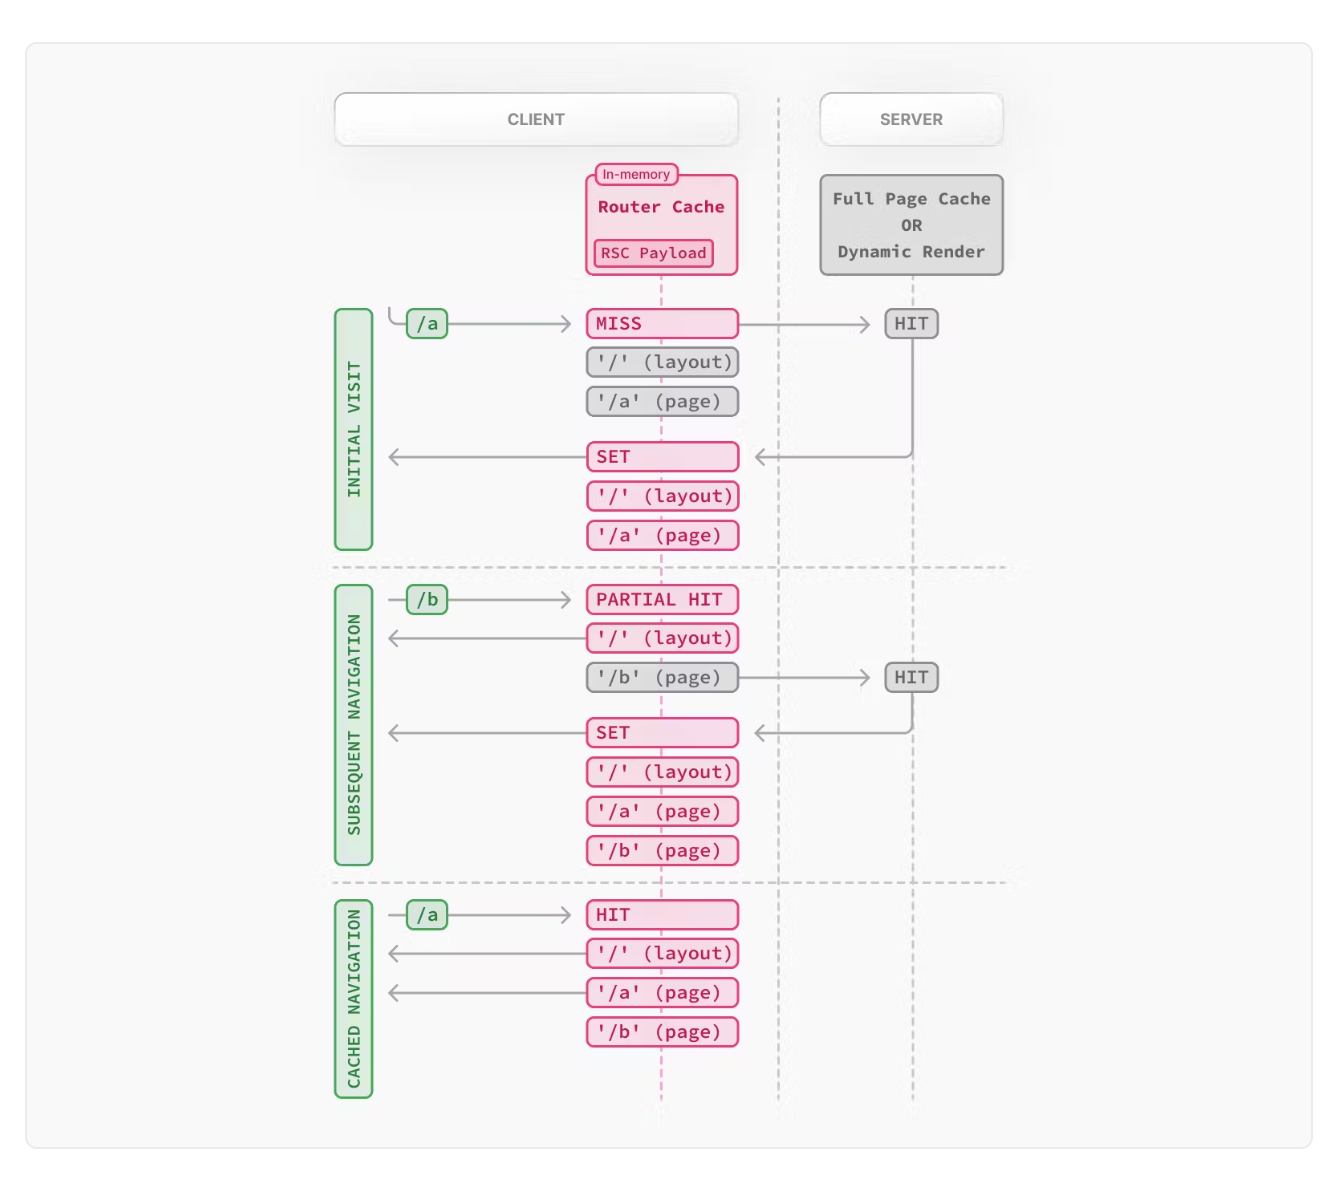 CLIENT
SERVER
In-memory
Router Cache
RSC Payload
Full Page Cache
OR
Dynamic Render
INITIAL VISIT
/a
MISS
HIT
'/' (layout)
'/a' (page)
SET
'/' (layout)
'/a' (page)
SUBSEQUENT NAVIGATION
/b
PARTIAL HIT
'/' (layout)
'/b' (page)
HIT
SET
'/' (layout)
'/a' (page)
'/b' (page)
CACHED NAVIGATION
/a
HIT
'/' (layout)
'/a' (page)
'/b' (page)